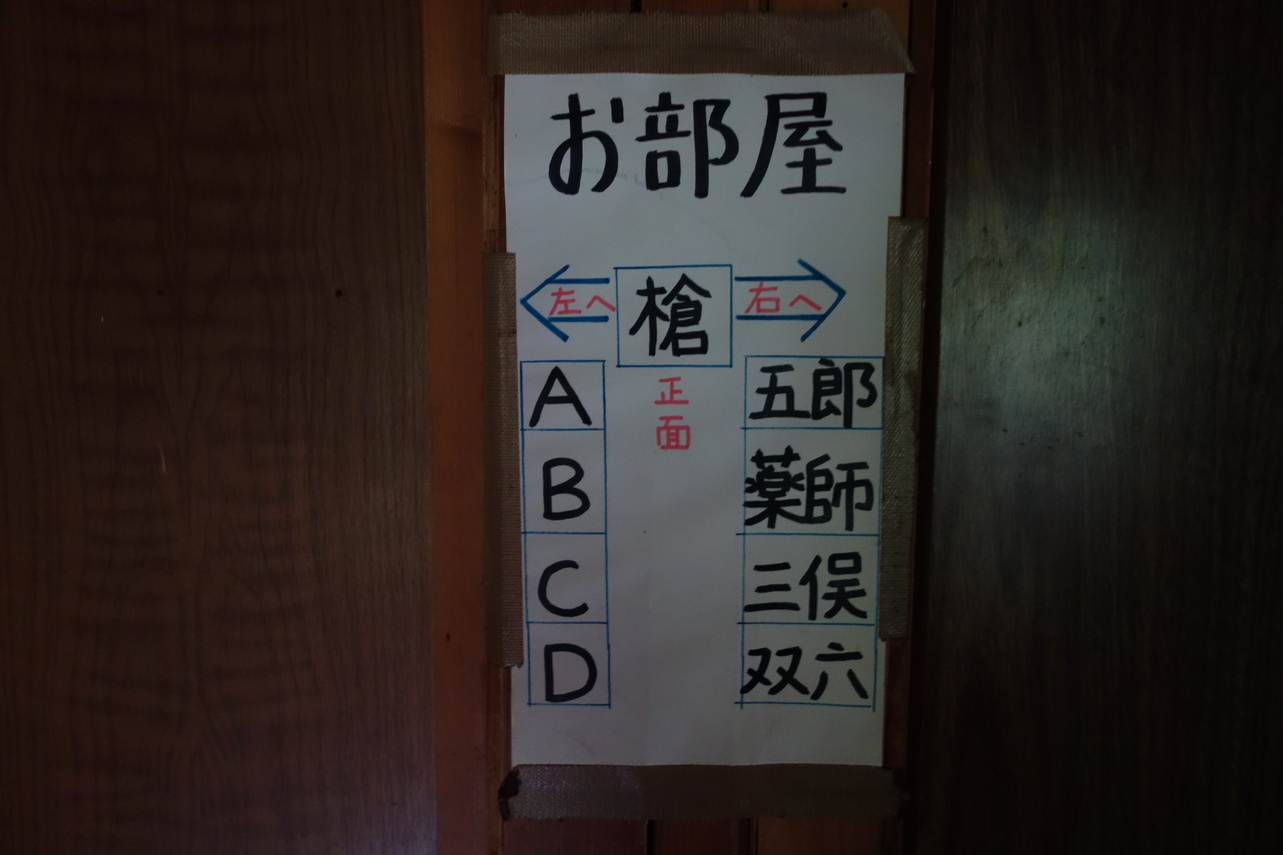 お部屋
左へ 槍 右へ
正面
A 五郎
B 薬師
C 三俣
D 双六